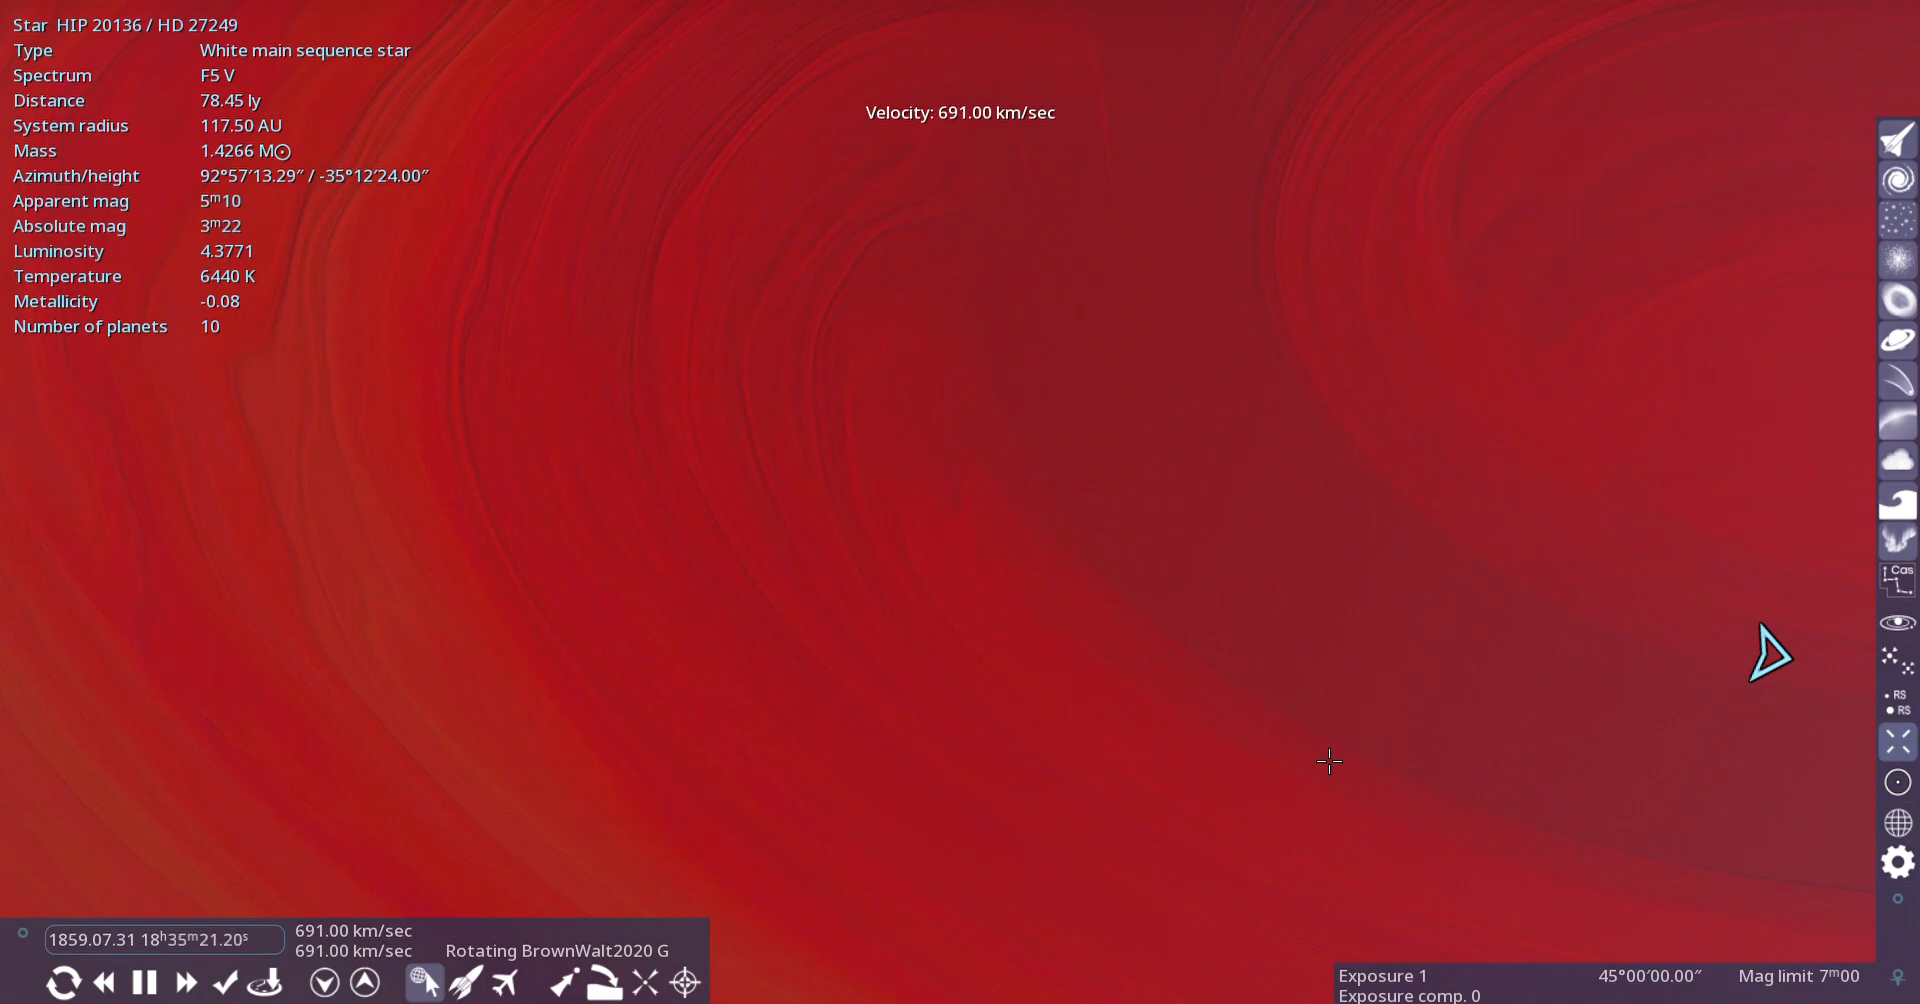 Star HIP 20136 / HD 27249
Type White main sequence star
Spectrum F5 V
Distance 78.45 ly
System radius 117.50 AU
Mass 1.4266 M☉
Azimuth/height 92°57′13.29″ / -35°12′24.00″
Apparent mag 5ᵐ10
Absolute mag 3ᵐ22
Luminosity 4.3771
Temperature 6440 K
Metallicity -0.08
Number of planets 10
Velocity: 691.00 km/sec
Cas
RS
RS
1859.07.31 18ʰ35ᵐ21.20ˢ
691.00 km/sec
691.00 km/sec Rotating BrownWalt2020 G
Exposure 1 45°00′00.00″ Mag limit 7ᵐ00
Exposure comp. 0